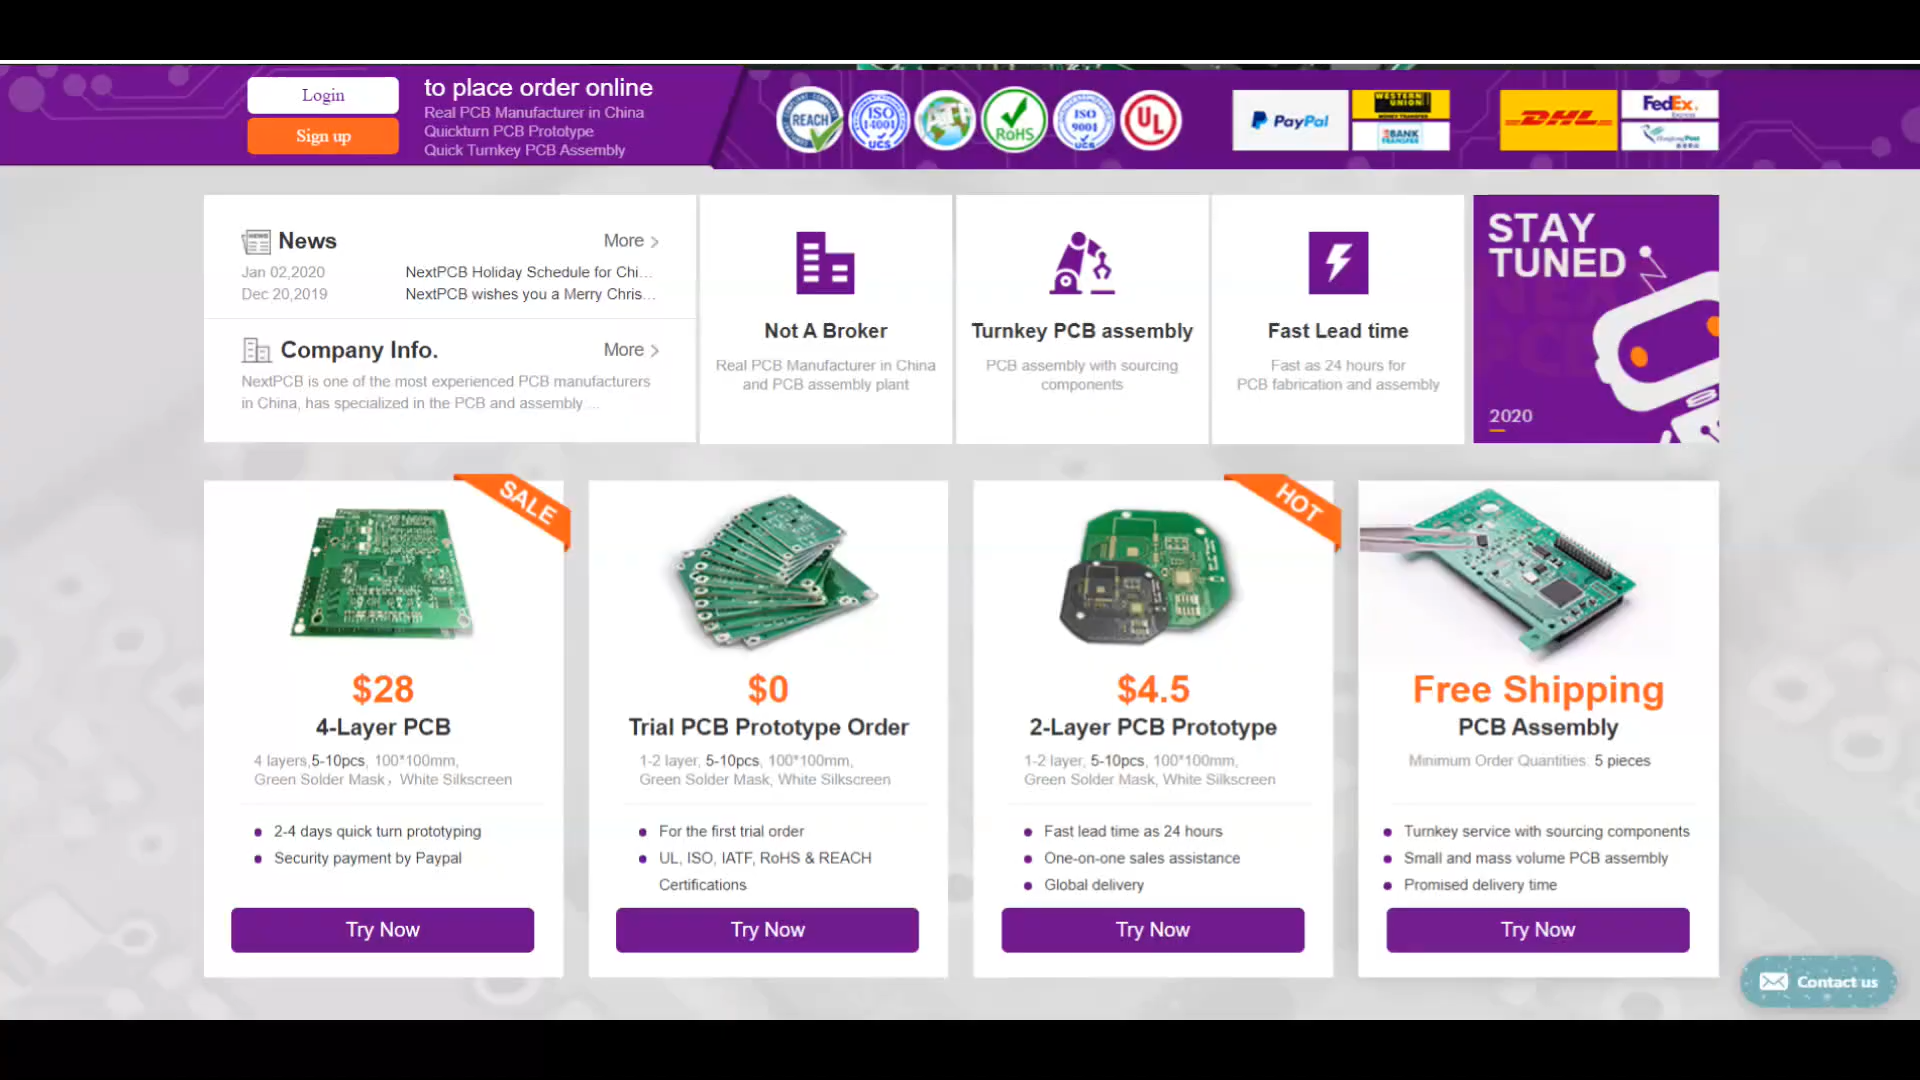 Login
Sign up
to place order online
Real PCB Manufacturer in China
Quickturn PCB Prototype
Quick Turnkey PCB Assembly
REACH
ISO
14001
UCS
RoHS
ISO
9001
UCS
UL
PayPal
WESTERN
UNION
MONEY TRANSFER
BANK
TRANSFER
DHL
FedEx
Express
News
More
Jan 02,2020
NextPCB Holiday Schedule for Chi...
Dec 20,2019
NextPCB wishes you a Merry Chris...
Company Info.
More
NextPCB is one of the most experienced PCB manufacturers
in China, has specialized in the PCB and assembly ...
Not A Broker
Real PCB Manufacturer in China
and PCB assembly plant
Turnkey PCB assembly
PCB assembly with sourcing
components
Fast Lead time
Fast as 24 hours for
PCB fabrication and assembly
STAY
TUNED
2020
SALE
$28
4-Layer PCB
4 layers,5-10pcs, 100*100mm,
Green Solder Mask，White Silkscreen
2-4 days quick turn prototyping
Security payment by Paypal
Try Now
$0
Trial PCB Prototype Order
1-2 layer, 5-10pcs, 100*100mm,
Green Solder Mask, White Silkscreen
For the first trial order
UL, ISO, IATF, RoHS & REACH
Certifications
Try Now
HOT
$4.5
2-Layer PCB Prototype
1-2 layer, 5-10pcs, 100*100mm,
Green Solder Mask, White Silkscreen
Fast lead time as 24 hours
One-on-one sales assistance
Global delivery
Try Now
Free Shipping
PCB Assembly
Minimum Order Quantities: 5 pieces
Turnkey service with sourcing components
Small and mass volume PCB assembly
Promised delivery time
Try Now
Contact us